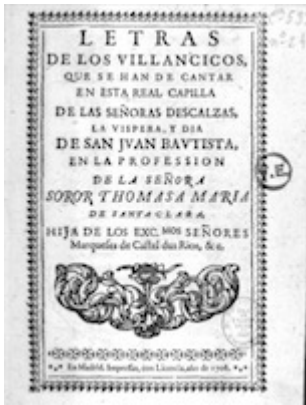 LETRAS
DE LOS VILLANCICOS,
QUE SE HAN DE CANTAR
EN ESTA REAL CAPILLA
DE LAS SEÑORAS DESCALZAS,
LA VISPERA, Y DIA
DE SAN JVAN BAVTISTA,
EN LA PROFESSION
DE LA SEÑORA
SOROR THOMASA MARIA
DE SANTA CLARA,
HIJA DE LOS EXC.MOS SEÑORES
Marqueses de Castel dos Rios, &c.
En Madrid. Impressas, con Licencia, año de 1708.